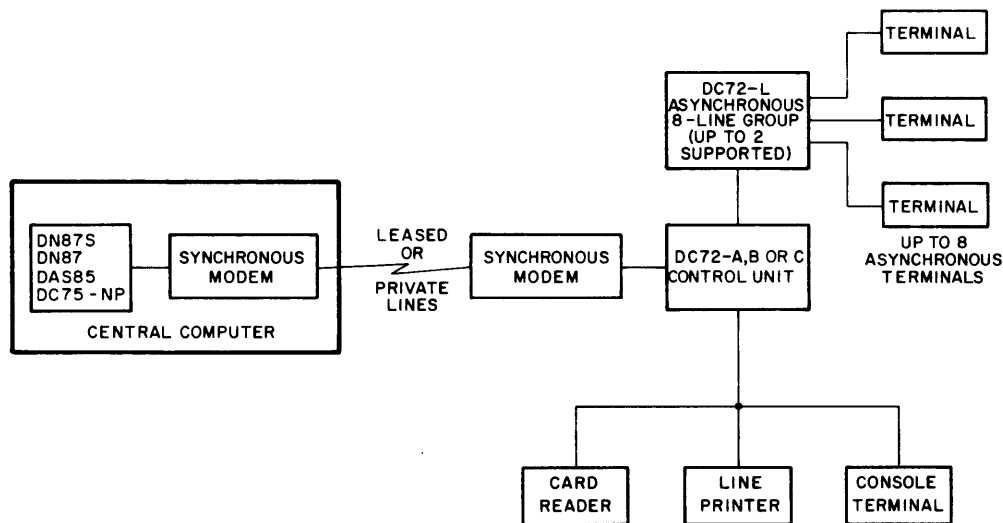 TERMINAL
DC72-L
ASYNCHRONOUS
8-LINE GROUP
(UP TO 2
SUPPORTED)
TERMINAL
TERMINAL
UP TO 8
ASYNCHRONOUS
TERMINALS
DN87S
DN87
DAS85
DC75-NP
SYNCHRONOUS
MODEM
CENTRAL COMPUTER
LEASED
OR
PRIVATE
LINES
SYNCHRONOUS
MODEM
DC72-A,B OR C
CONTROL UNIT
CARD
READER
LINE
PRINTER
CONSOLE
TERMINAL